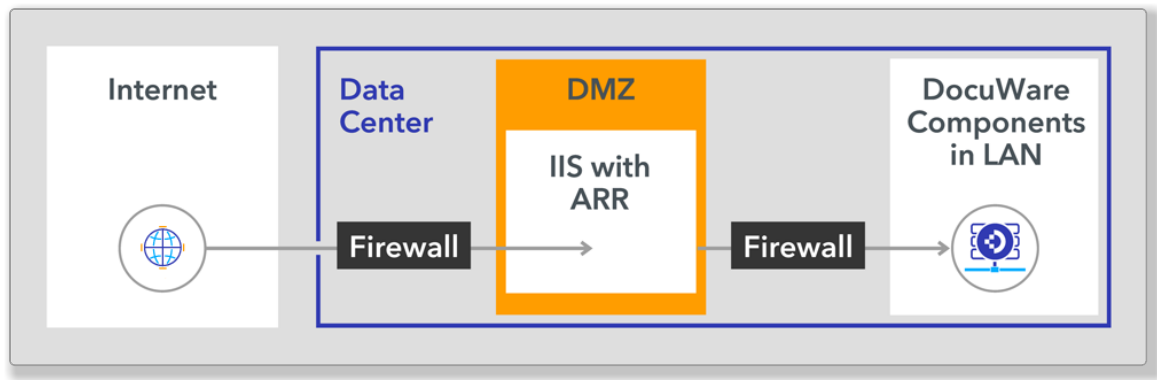 Internet
Data
Center
DMZ
IIS with
ARR
DocuWare
Components
in LAN
Firewall
Firewall